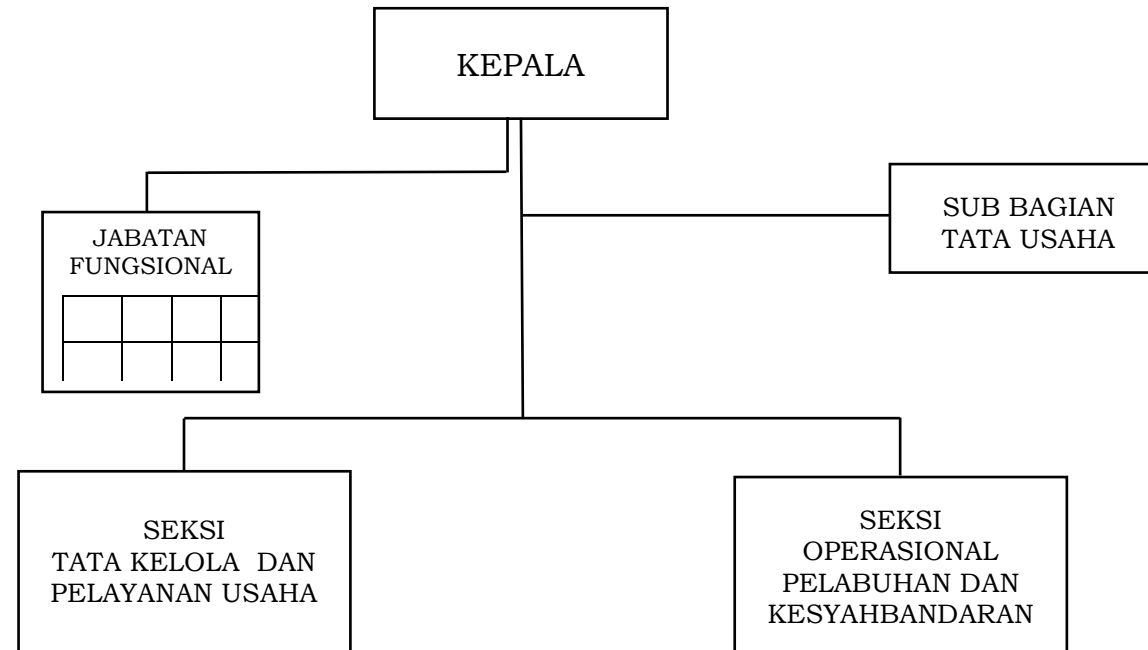 KEPALA
SUB BAGIAN
TATA USAHA
JABATAN
FUNGSIONAL
SEKSI
TATA KELOLA DAN
PELAYANAN USAHA
SEKSI
OPERASIONAL
PELABUHAN DAN
KESYAHBANDARAN